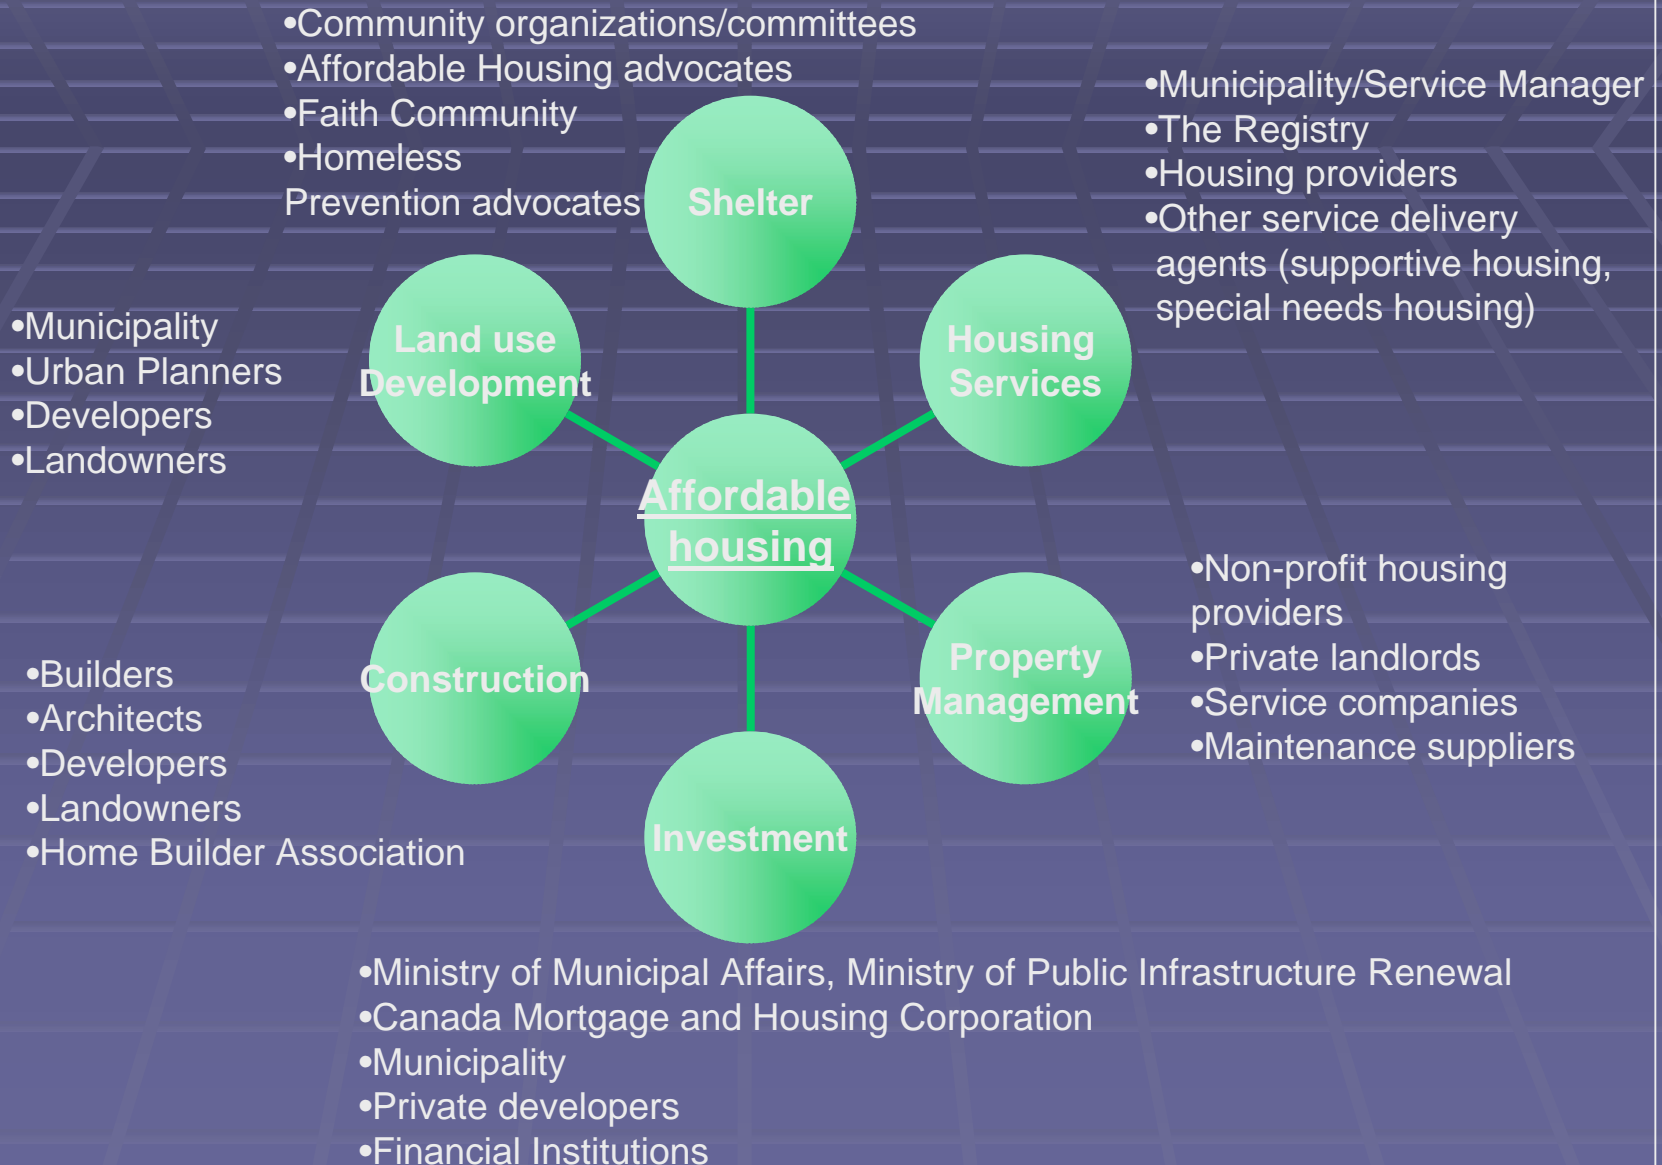 •Community organizations/committees
•Affordable Housing advocates
•Faith Community
•Homeless
Prevention advocates
Shelter
•Municipality/Service Manager
•The Registry
•Housing providers
•Other service delivery
agents (supportive housing,
special needs housing)
Housing
Services
•Municipality
•Urban Planners
•Developers
•Landowners
Land use
Development
Affordable
housing
•Builders
•Architects
•Developers
•Landowners
•Home Builder Association
Construction
Property
Management
•Non-profit housing
providers
•Private landlords
•Service companies
•Maintenance suppliers
Investment
•Ministry of Municipal Affairs, Ministry of Public Infrastructure Renewal
•Canada Mortgage and Housing Corporation
•Municipality
•Private developers
•Financial Institutions